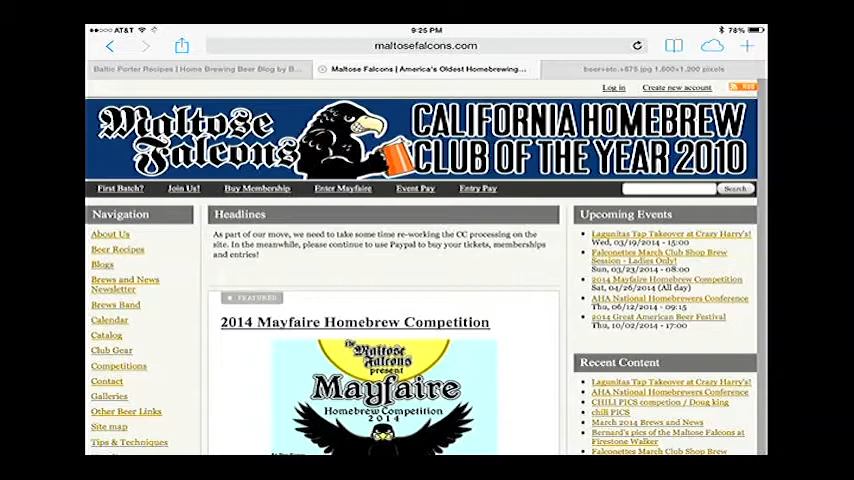 AT&T
9:25 PM
78%
maltosefalcons.com
Baltic Porter Recipes | Home Brewing Beer Blog by B...
Maltose Falcons | America's Oldest Homebrewing...
beer+etc.+675.jpg 1,600×1,200 pixels
Log in
Create new account
RSS
Maltose
Falcons
CALIFORNIA HOMEBREW
CLUB OF THE YEAR 2010
First Batch?
Join Us!
Buy Membership
Enter Mayfaire
Event Pay
Entry Pay
Search
Navigation
About Us
Beer Recipes
Blogs
Brews and News
Newsletter
Brews Band
Calendar
Catalog
Club Gear
Competitions
Contact
Galleries
Other Beer Links
Site map
Tips & Techniques
Headlines
As part of our move, we need to take some time re-working the CC processing on the
site. In the meanwhile, please continue to use Paypal to buy your tickets, memberships
and entries!
FEATURED
2014 Mayfaire Homebrew Competition
the
Maltose
Falcons
present
Mayfaire
Homebrew Competition
2014
Upcoming Events
Lagunitas Tap Takeover at Crazy Harry's!
Wed, 03/19/2014 - 15:00
Falconettes March Club Shop Brew
Session - Ladies Only!
Sun, 03/23/2014 - 08:00
2014 Mayfaire Homebrew Competition
Sat, 04/26/2014 (All day)
AHA National Homebrewers Conference
Thu, 06/12/2014 - 09:15
2014 Great American Beer Festival
Thu, 10/02/2014 - 17:00
Recent Content
Lagunitas Tap Takeover at Crazy Harry's!
AHA National Homebrewers Conference
CHILI PICS competion / Doug king
chili PICS
March 2014 Brews and News
Bernard's pics of the Maltose Falcons at
Firestone Walker
Falconettes March Club Shop Brew